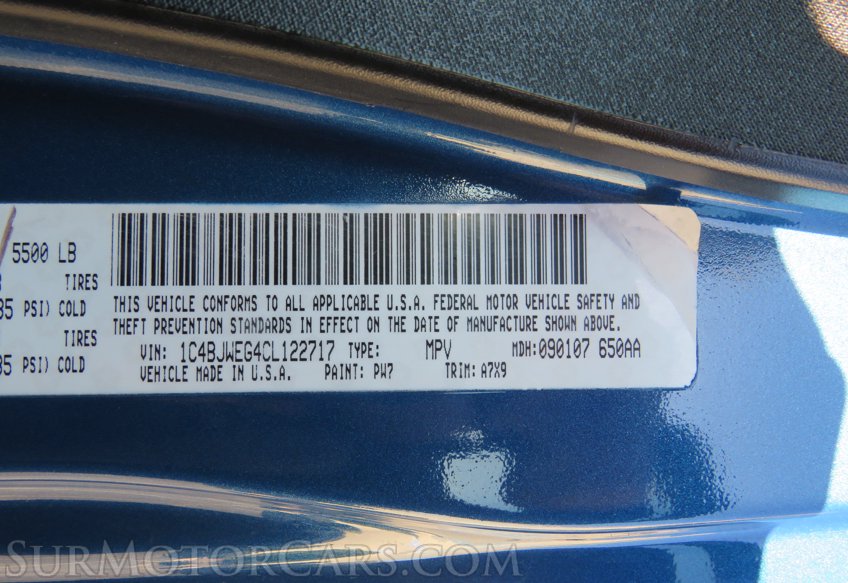 5500 LB
TIRES
35 PSI) COLD
TIRES
35 PSI) COLD
THIS VEHICLE CONFORMS TO ALL APPLICABLE U.S.A. FEDERAL MOTOR VEHICLE SAFETY AND
THEFT PREVENTION STANDARDS IN EFFECT ON THE DATE OF MANUFACTURE SHOWN ABOVE.
VIN: 1C4BJWEG4CL122717 TYPE: MPV MDH:090107 650AA
VEHICLE MADE IN U.S.A. PAINT: PW7 TRIM: A7X9
SURMOTORCARS.COM